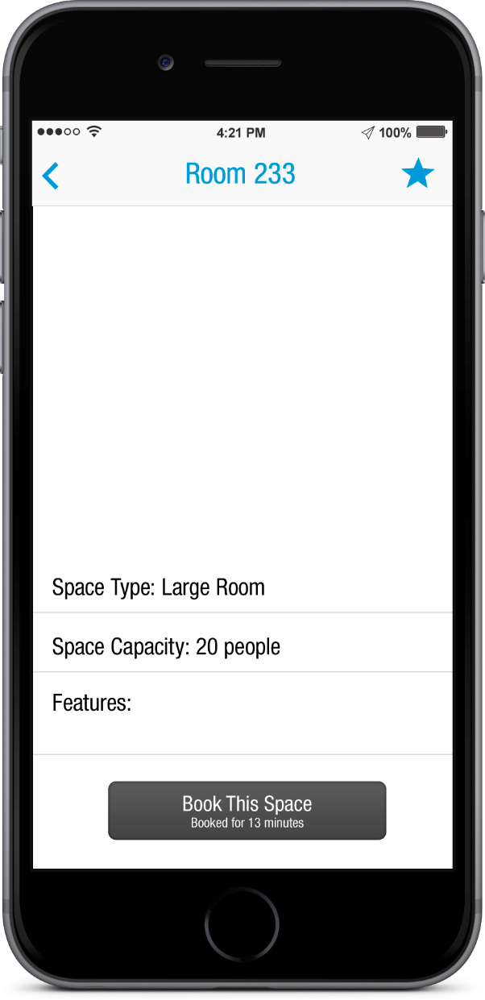 4:21 PM
100%
Room 233
Space Type: Large Room
Space Capacity: 20 people
Features:
Book This Space
Booked for 13 minutes